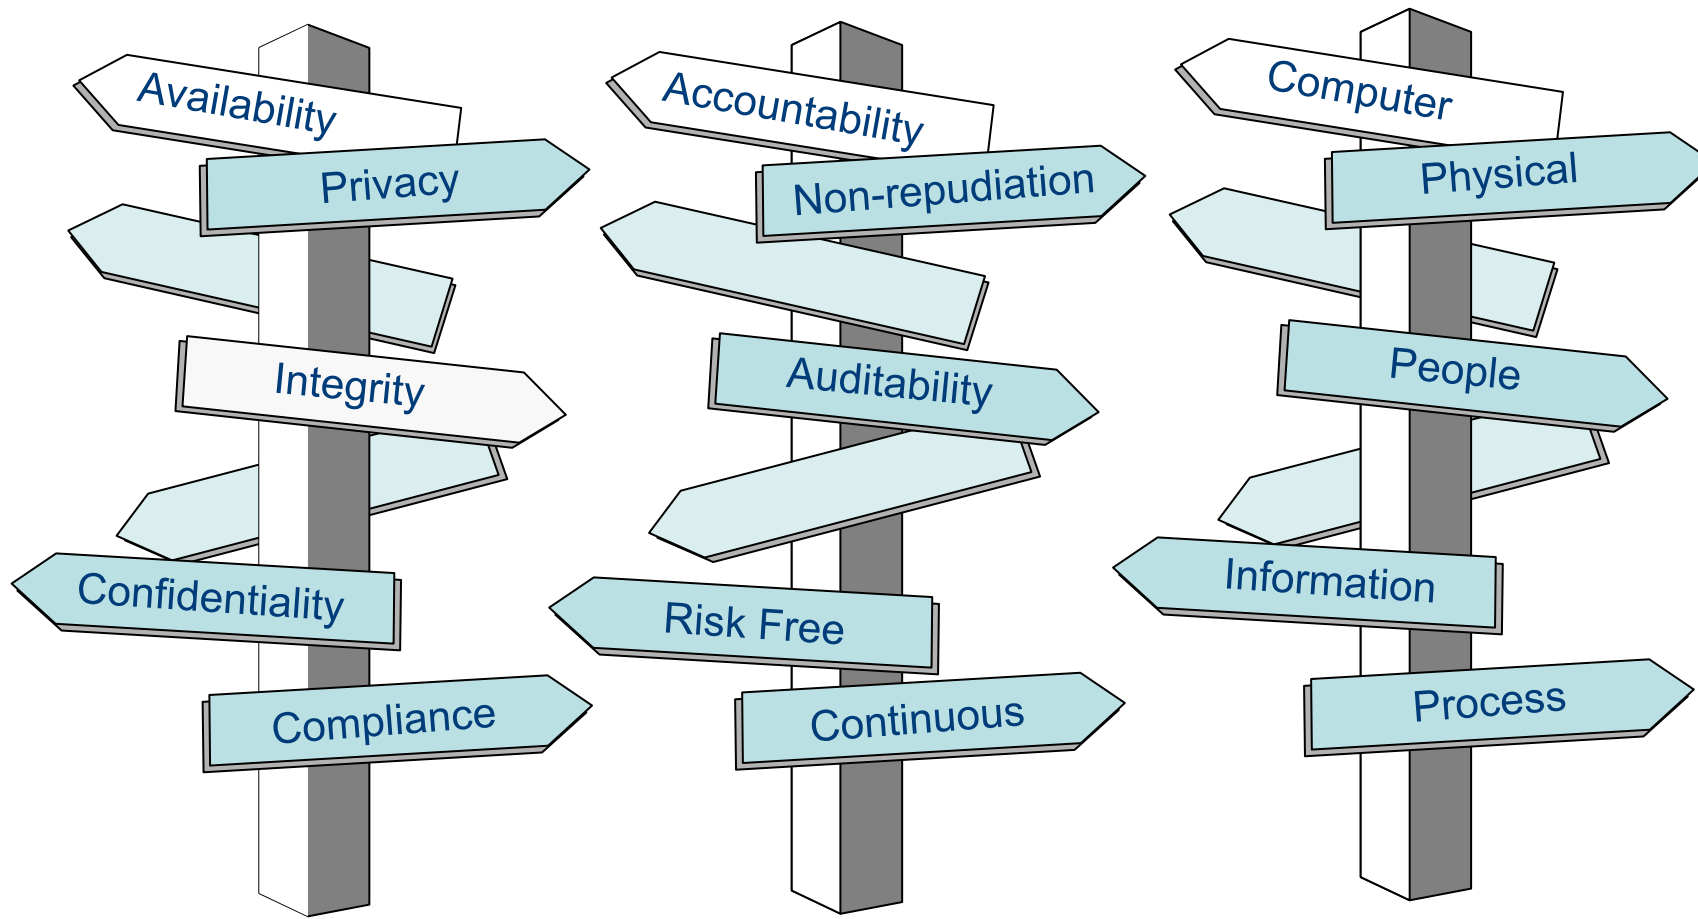 Availability
Privacy
Integrity
Confidentiality
Compliance
Accountability
Non-repudiation
Auditability
Risk Free
Continuous
Computer
Physical
People
Information
Process